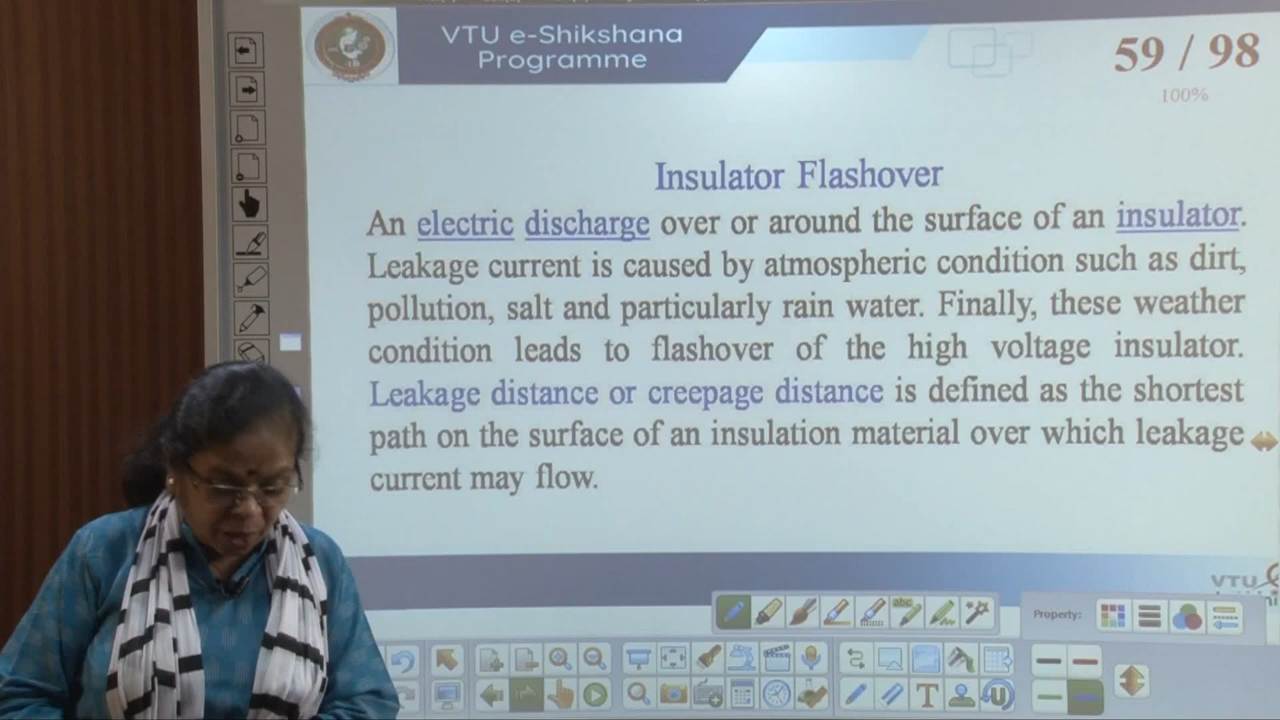 VTU e-Shikshana
Programme
59 / 98
100%
Insulator Flashover
An electric discharge over or around the surface of an insulator.
Leakage current is caused by atmospheric condition such as dirt,
pollution, salt and particularly rain water. Finally, these weather
condition leads to flashover of the high voltage insulator.
Leakage distance or creepage distance is defined as the shortest
path on the surface of an insulation material over which leakage
current may flow.
VTU
abc
Property:
T